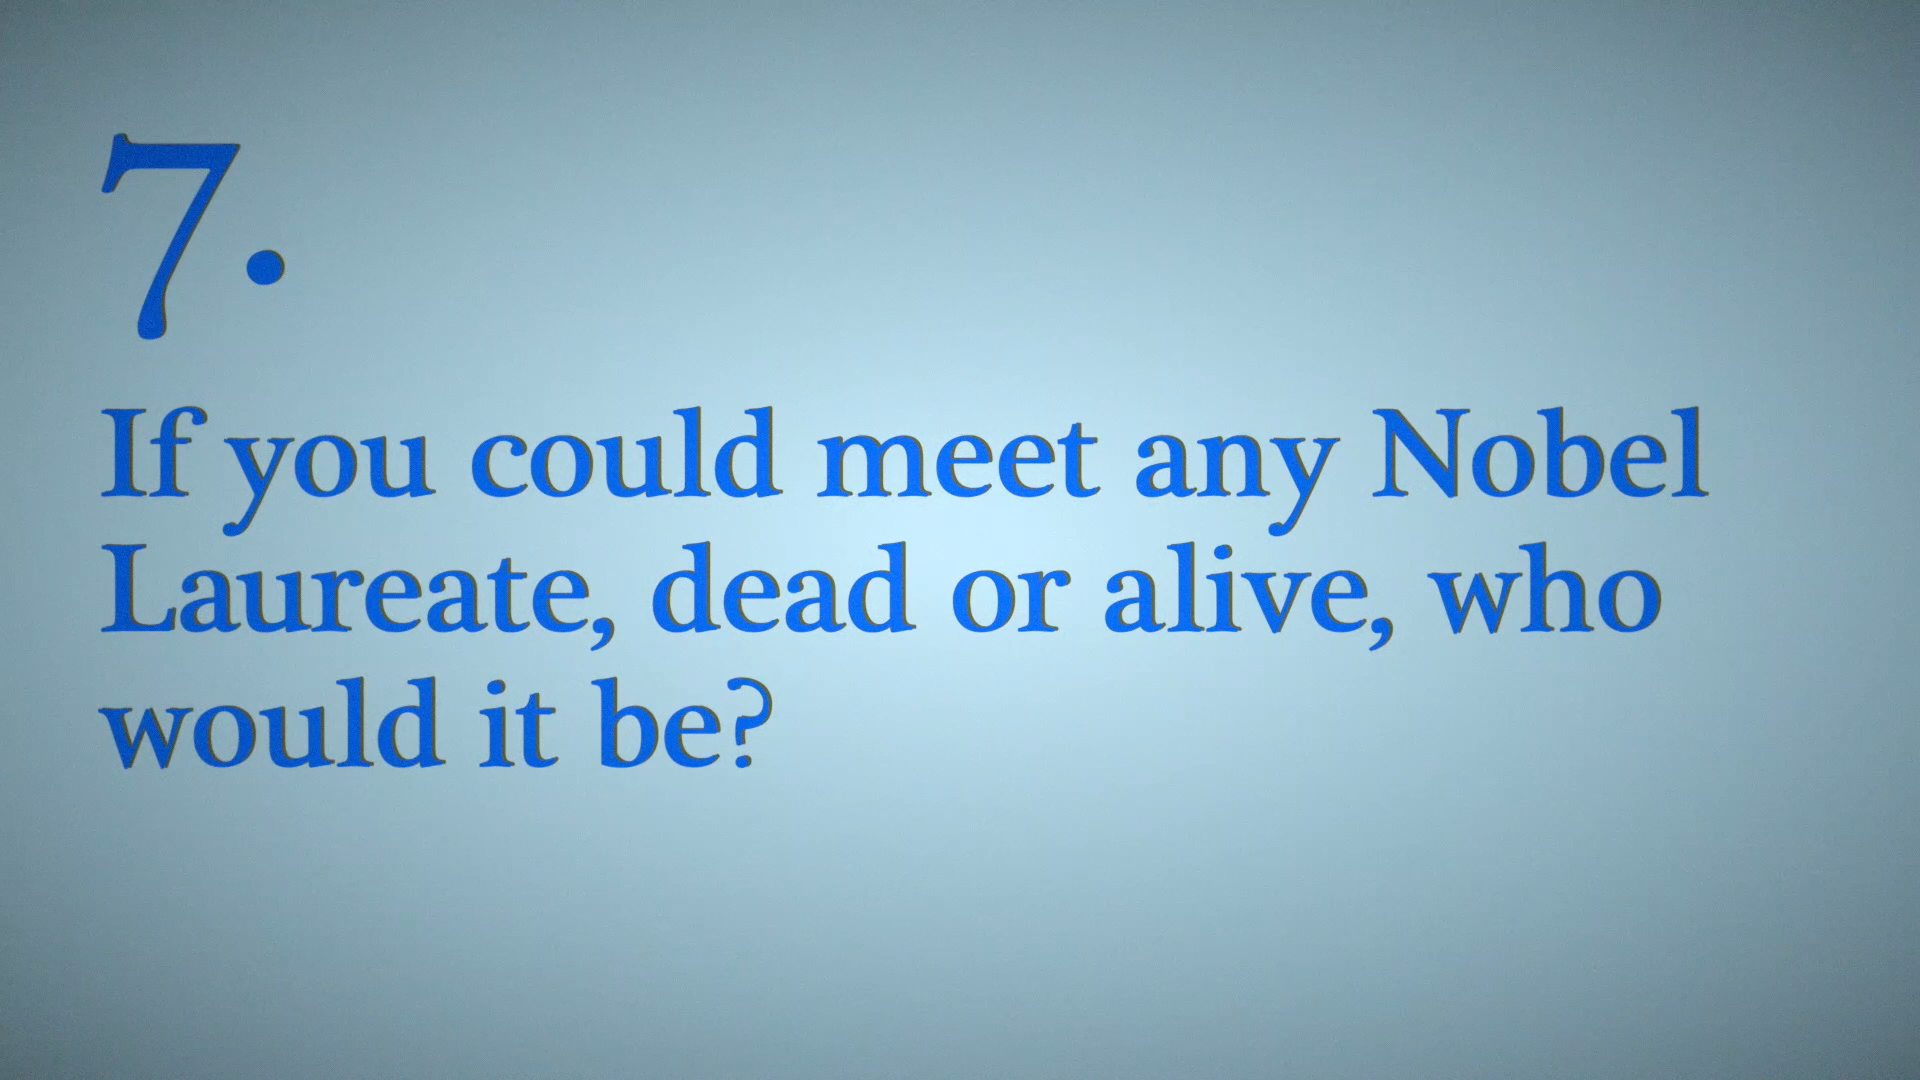 7.
If you could meet any Nobel
Laureate, dead or alive, who
would it be?